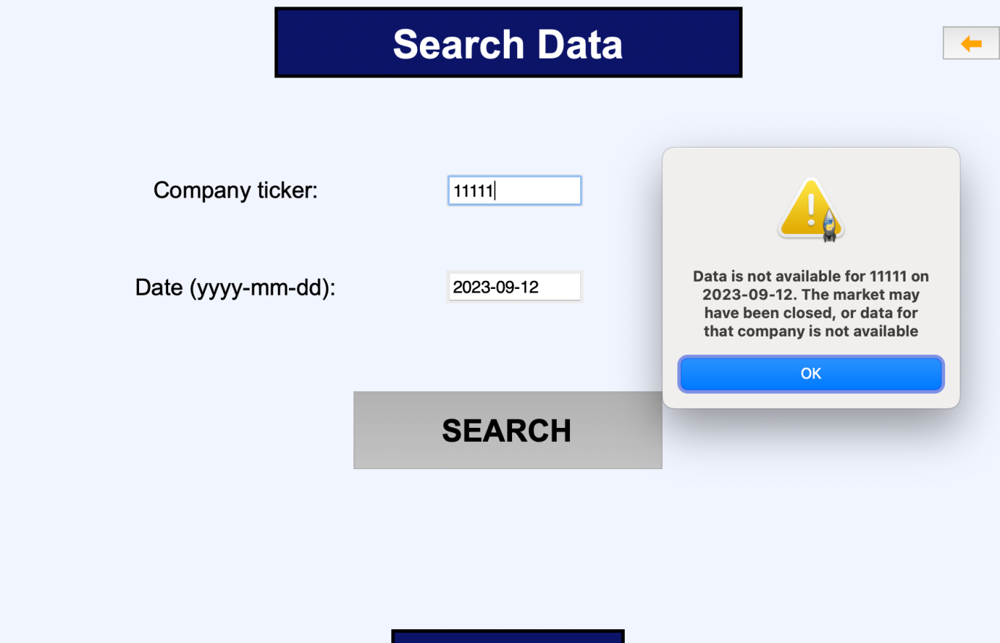 Search Data
Company ticker:
11111
Date (yyyy-mm-dd):
2023-09-12
Data is not available for 11111 on
2023-09-12. The market may
have been closed, or data for
that company is not available
OK
SEARCH